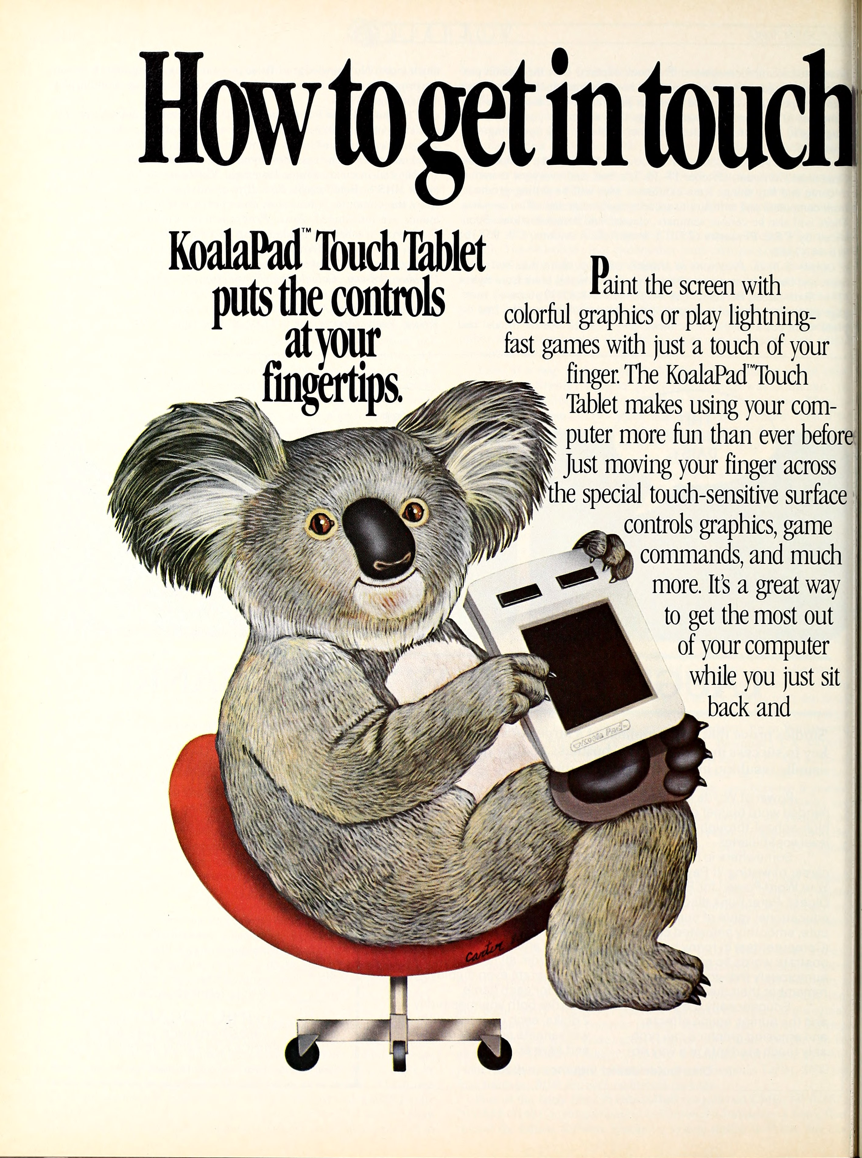 How to get in touch
KoalaPad™ Touch Tablet
puts the controls
at your
fingertips.
Paint the screen with
colorful graphics or play lightning-
fast games with just a touch of your
finger. The KoalaPad™ Touch
Tablet makes using your com-
puter more fun than ever before
Just moving your finger across
the special touch-sensitive surface
controls graphics, game
commands, and much
more. It's a great way
to get the most out
of your computer
while you just sit
back and
Koala Pad
Carter